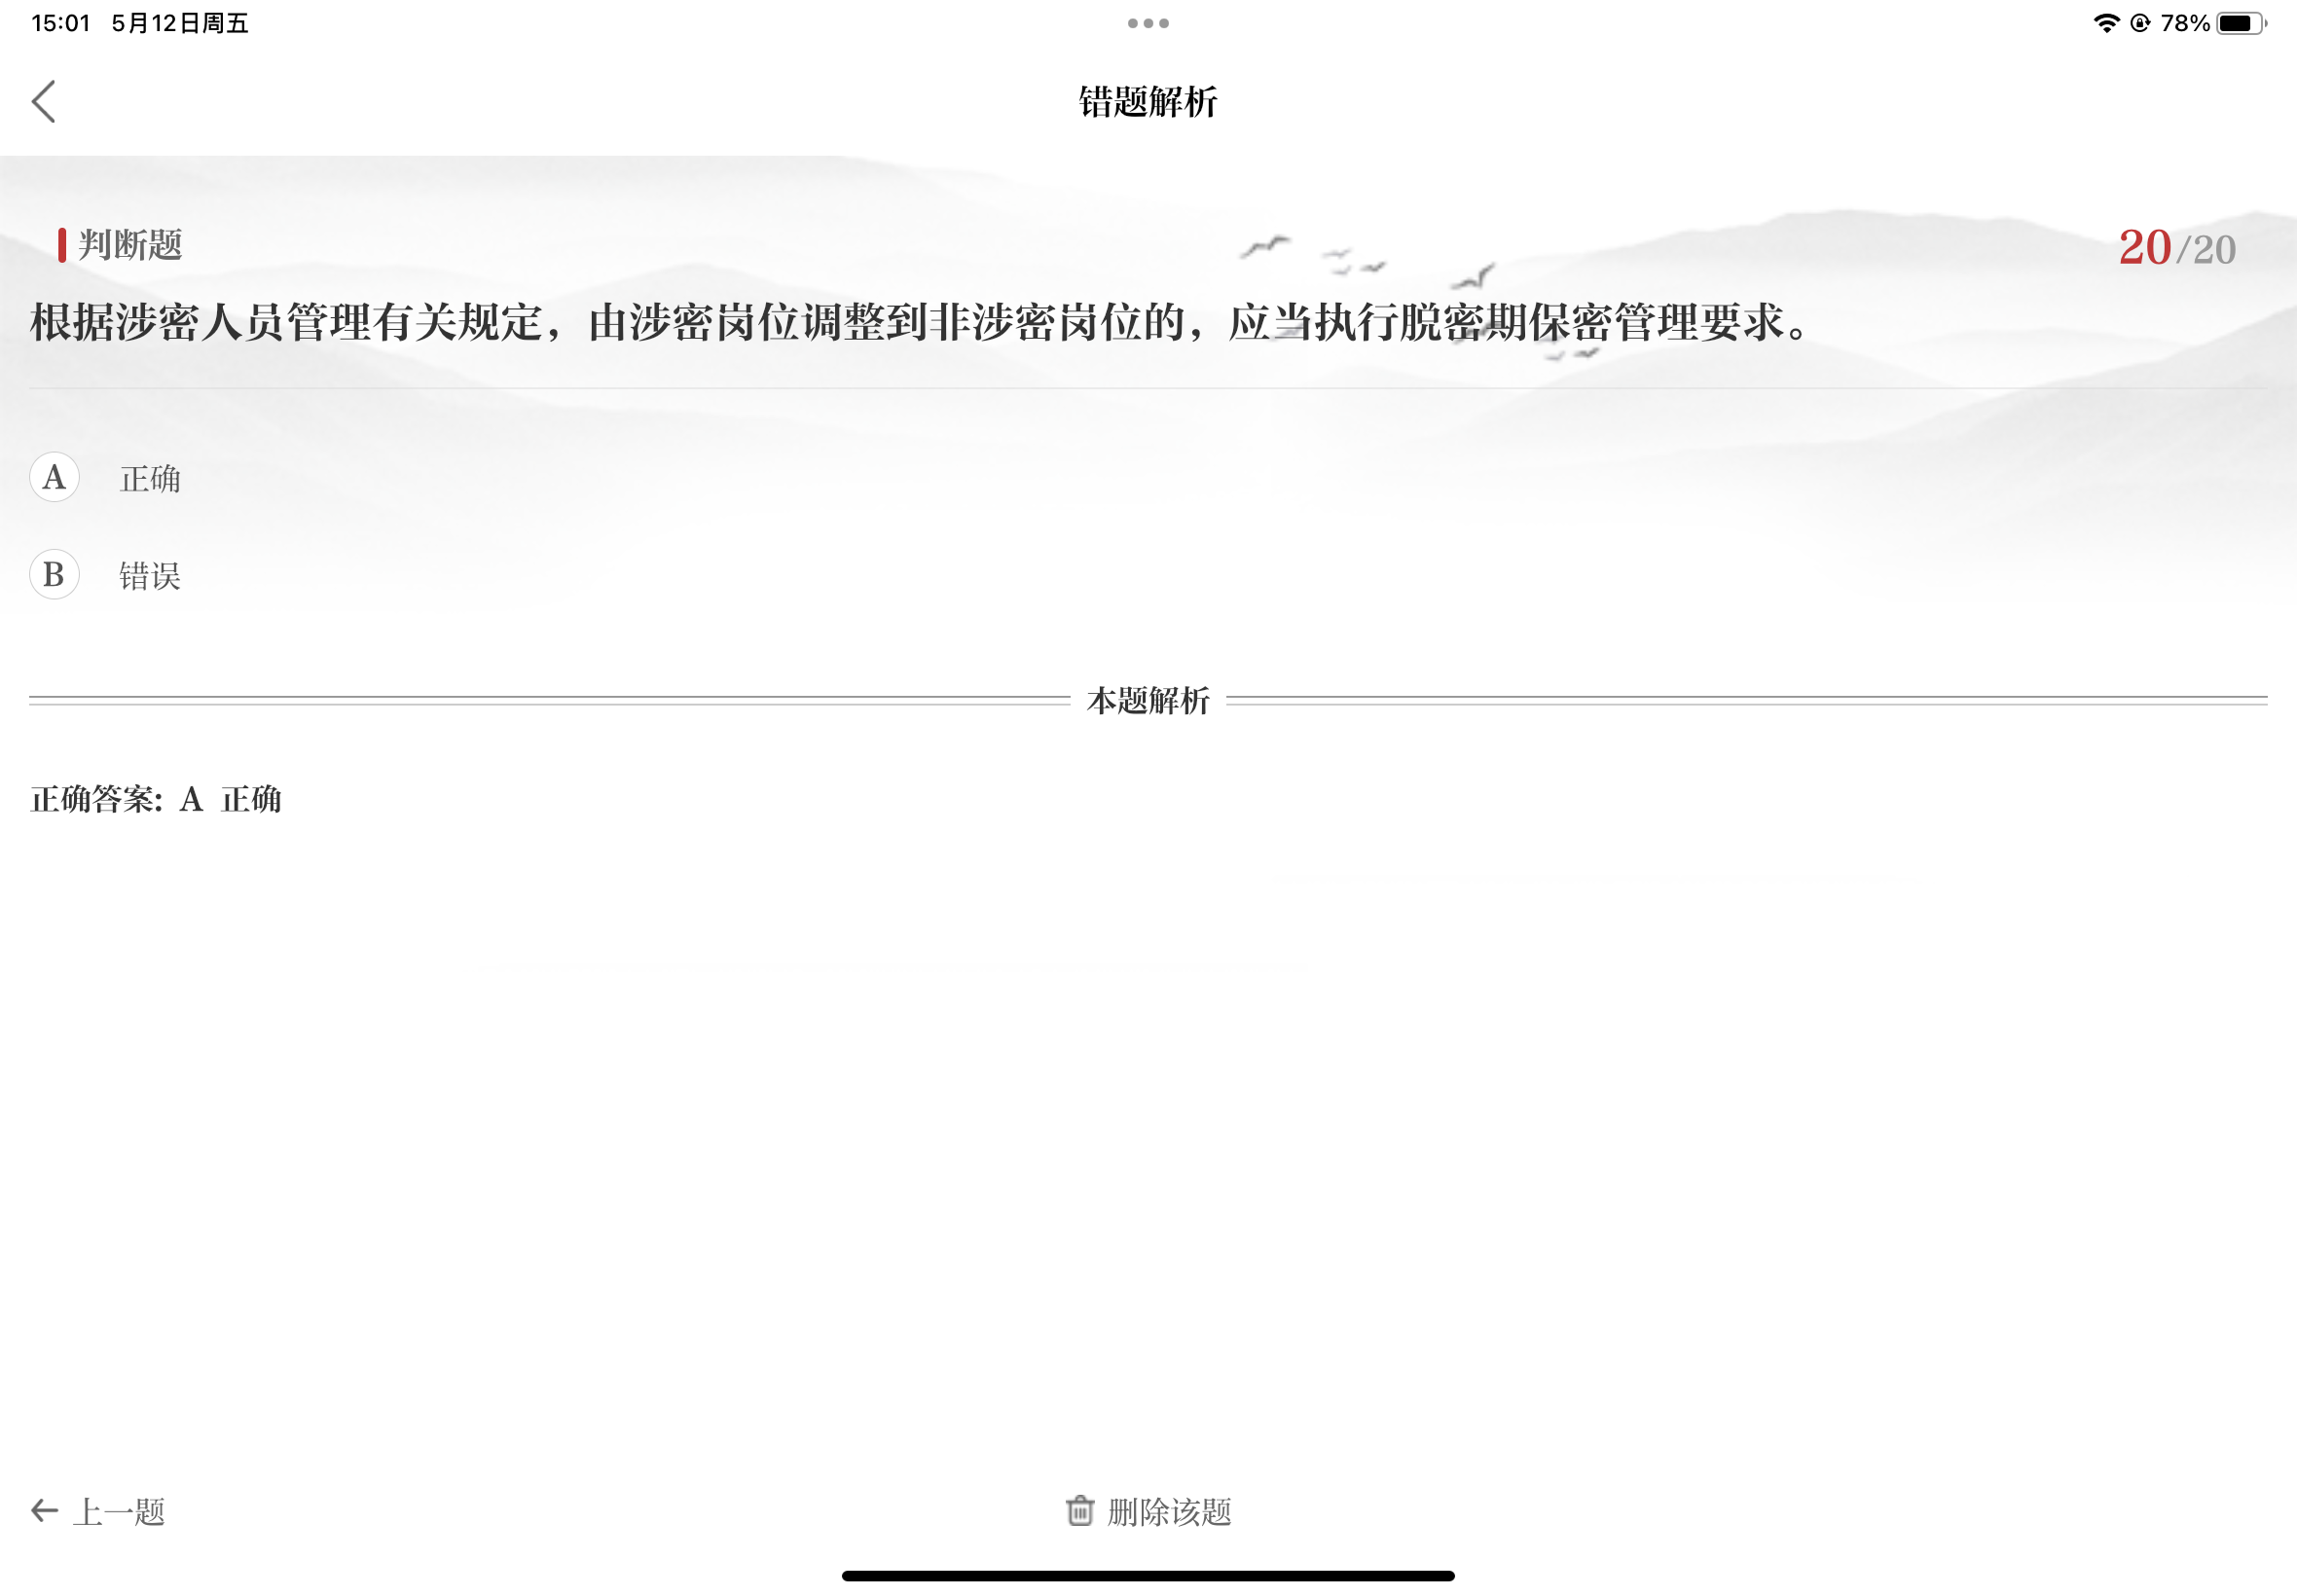 15:01 5月12日周五
78%
错题解析
判断题
20/20
根据涉密人员管理有关规定，由涉密岗位调整到非涉密岗位的，应当执行脱密期保密管理要求。
A 正确
B 错误
本题解析
正确答案: A 正确
上一题
删除该题